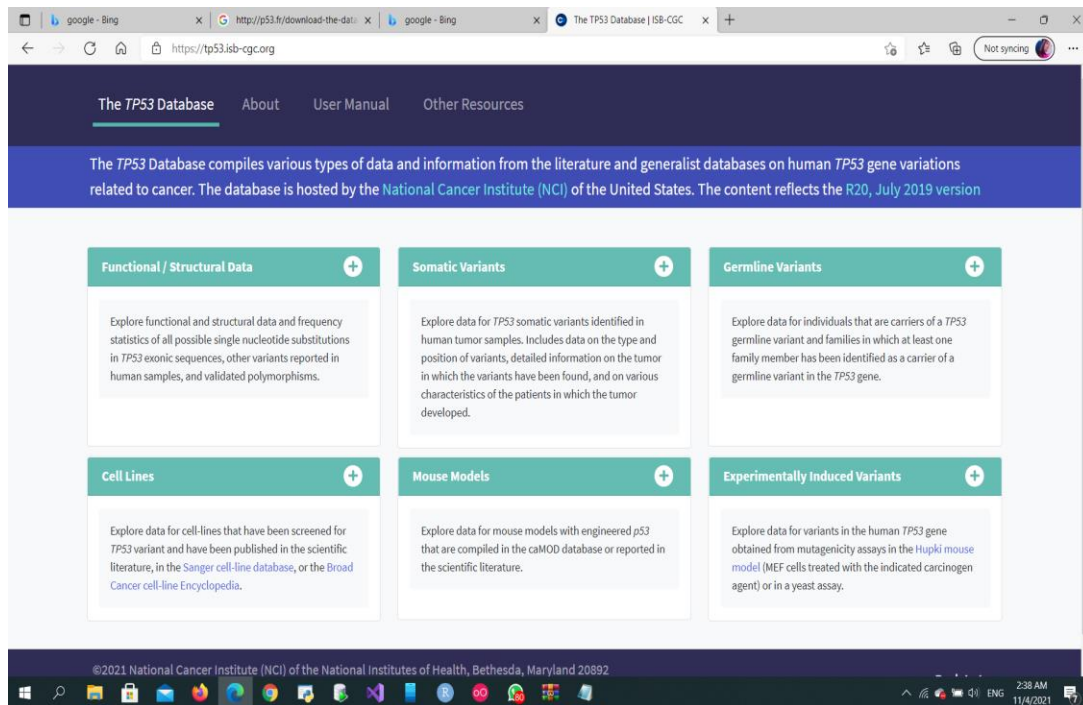 google - Bing
http://p53.fr/download-the-data
google - Bing
The TP53 Database | ISB-CGC
https://tp53.isb-cgc.org
Not syncing
The TP53 Database
About
User Manual
Other Resources
The TP53 Database compiles various types of data and information from the literature and generalist databases on human TP53 gene variations
related to cancer. The database is hosted by the National Cancer Institute (NCI) of the United States. The content reflects the R20, July 2019 version
Functional / Structural Data
Explore functional and structural data and frequency
statistics of all possible single nucleotide substitutions
in TP53 exonic sequences, other variants reported in
human samples, and validated polymorphisms.
Somatic Variants
Explore data for TP53 somatic variants identified in
human tumor samples. Includes data on the type and
position of variants, detailed information on the tumor
in which the variants have been found, and on various
characteristics of the patients in which the tumor
developed.
Germline Variants
Explore data for individuals that are carriers of a TP53
germline variant and families in which at least one
family member has been identified as a carrier of a
germline variant in the TP53 gene.
Cell Lines
Explore data for cell-lines that have been screened for
TP53 variant and have been published in the scientific
literature, in the Sanger cell-line database, or the Broad
Cancer cell-line Encyclopedia.
Mouse Models
Explore data for mouse models with engineered p53
that are compiled in the caMOD database or reported in
the scientific literature.
Experimentally Induced Variants
Explore data for variants in the human TP53 gene
obtained from mutagenicity assays in the Hupki mouse
model (MEF cells treated with the indicated carcinogen
agent) or in a yeast assay.
©2021 National Cancer Institute (NCI) of the National Institutes of Health, Bethesda, Maryland 20892
ENG
2:38 AM
11/4/2021